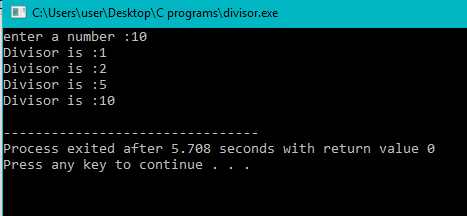 C:\Users\user\Desktop\C programs\divisor.exe
enter a number :10
Divisor is :1
Divisor is :2
Divisor is :5
Divisor is :10
--------------------------------
Process exited after 5.708 seconds with return value 0
Press any key to continue . . .